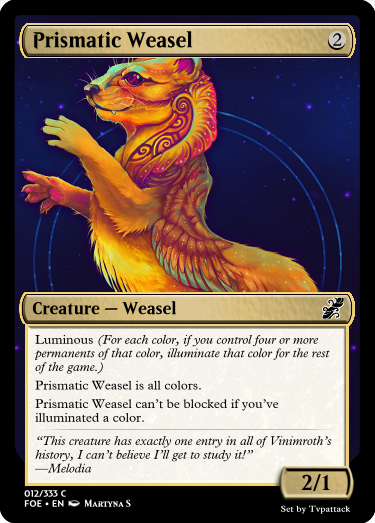 Prismatic Weasel 2
Creature — Weasel
Luminous (For each color, if you control four or more
permanents of that color, illuminate that color for the rest
of the game.)
Prismatic Weasel is all colors.
Prismatic Weasel can't be blocked if you've
illuminated a color.
"This creature has exactly one entry in all of Vinimroth's
history, I can't believe I'll get to study it!"
—Melodia
2/1
012/333 C
FOE • EN Martyna S
Set by Tvpattack